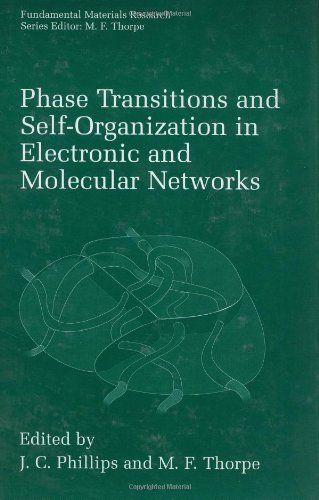 Fundamental Materials Research
Series Editor: M. F. Thorpe
Phase Transitions and
Self-Organization in
Electronic and
Molecular Networks
Edited by
J. C. Phillips and M. F. Thorpe